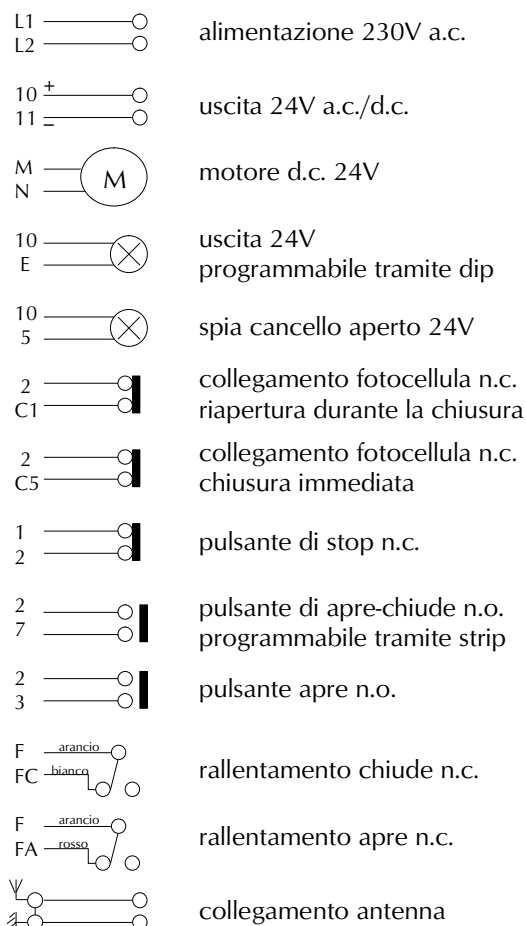 L1
L2
alimentazione 230V a.c.
10 +
11 –
uscita 24V a.c./d.c.
M
N
M
motore d.c. 24V
10
E
uscita 24V
programmabile tramite dip
10
5
spia cancello aperto 24V
2
C1
collegamento fotocellula n.c.
riapertura durante la chiusura
2
C5
collegamento fotocellula n.c.
chiusura immediata
1
2
pulsante di stop n.c.
2
7
pulsante di apre-chiude n.o.
programmabile tramite strip
2
3
pulsante apre n.o.
F arancio
FC bianco
rallentamento chiude n.c.
F arancio
FA rosso
rallentamento apre n.c.
collegamento antenna